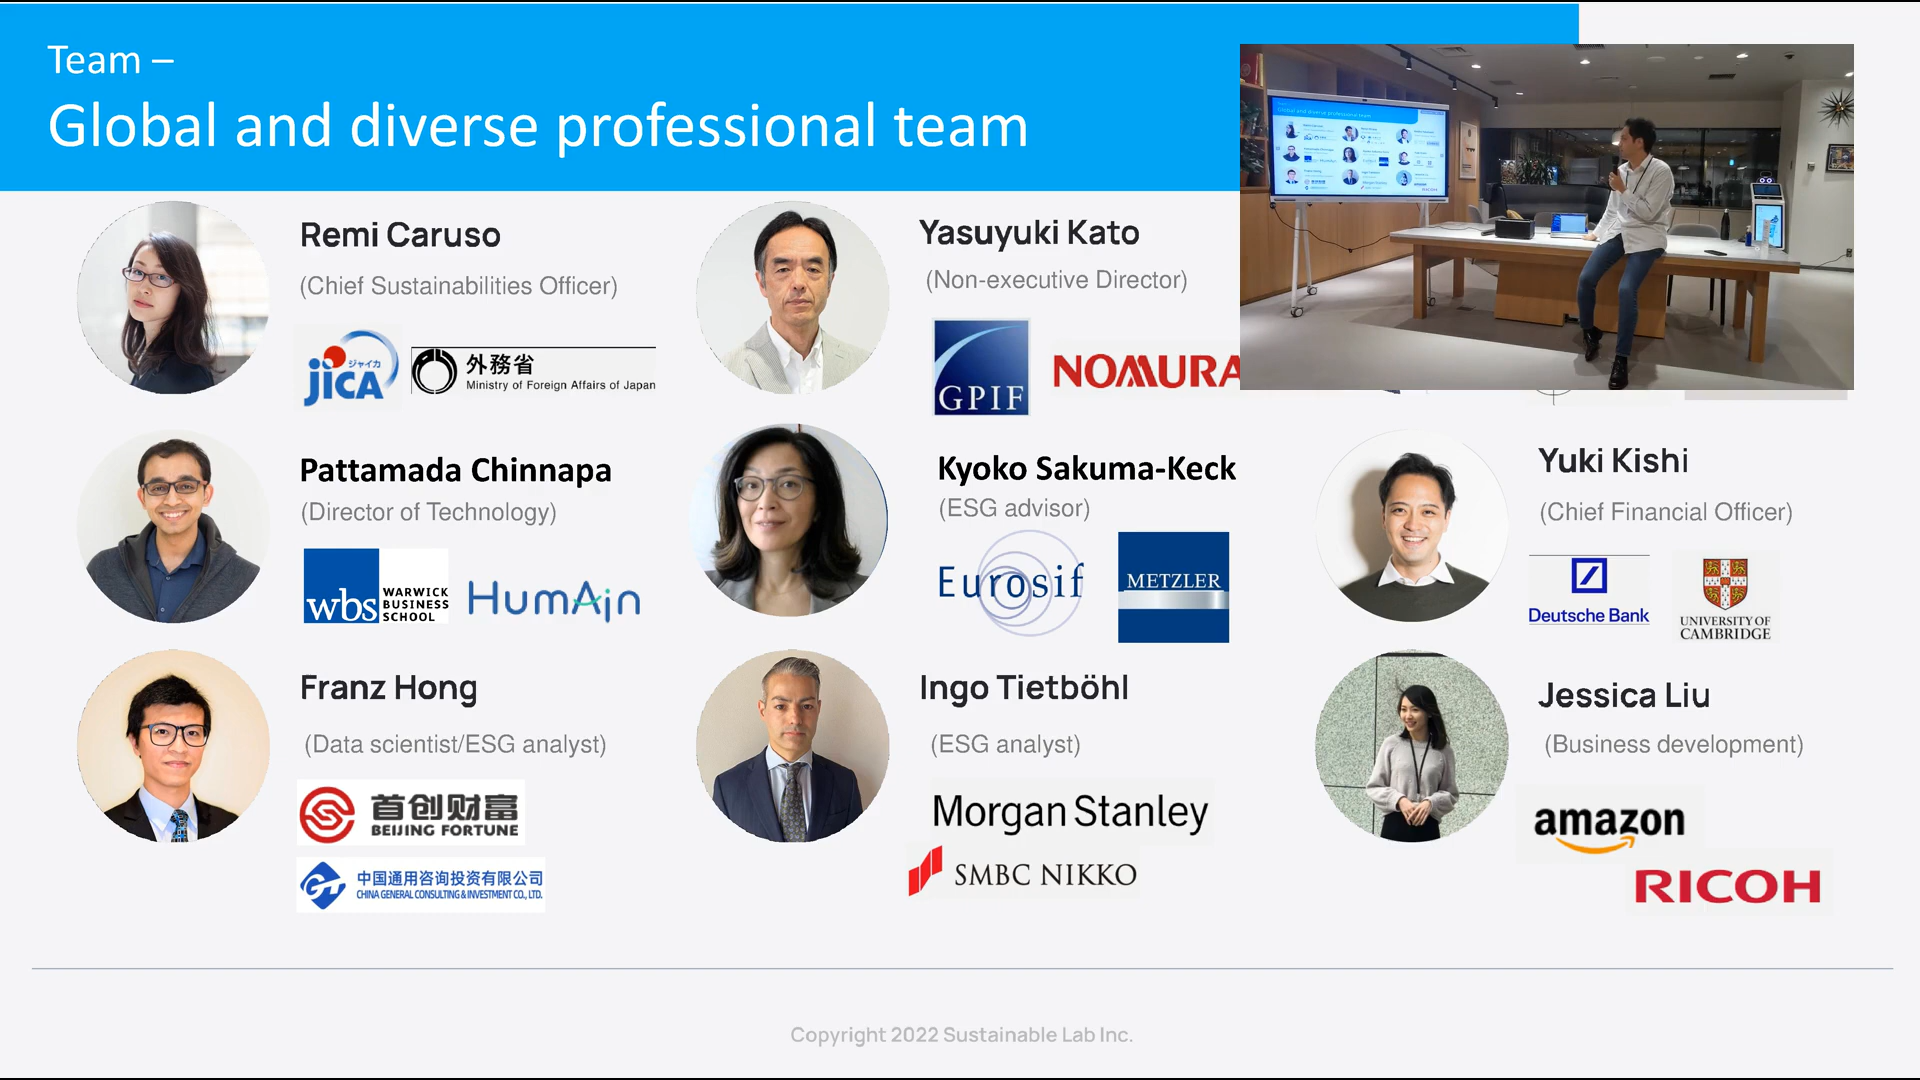 Team –
Global and diverse professional team
Remi Caruso
(Chief Sustainabilities Officer)
ジャイカ
JICA
外務省
Ministry of Foreign Affairs of Japan
Yasuyuki Kato
(Non-executive Director)
GPIF
NOMURA
Global and diverse professional team
Pattamada Chinnapa
(Director of Technology)
wbs
WARWICK
BUSINESS
SCHOOL
HumAin
Kyoko Sakuma-Keck
(ESG advisor)
Eurosif
METZLER
Yuki Kishi
(Chief Financial Officer)
Deutsche Bank
UNIVERSITY OF
CAMBRIDGE
Franz Hong
(Data scientist/ESG analyst)
首创财富
BEIJING FORTUNE
中国通用咨询投资有限公司
CHINA GENERAL CONSULTING & INVESTMENT CO., LTD.
Ingo Tietböhl
(ESG analyst)
Morgan Stanley
SMBC NIKKO
Jessica Liu
(Business development)
amazon
RICOH
Copyright 2022 Sustainable Lab Inc.